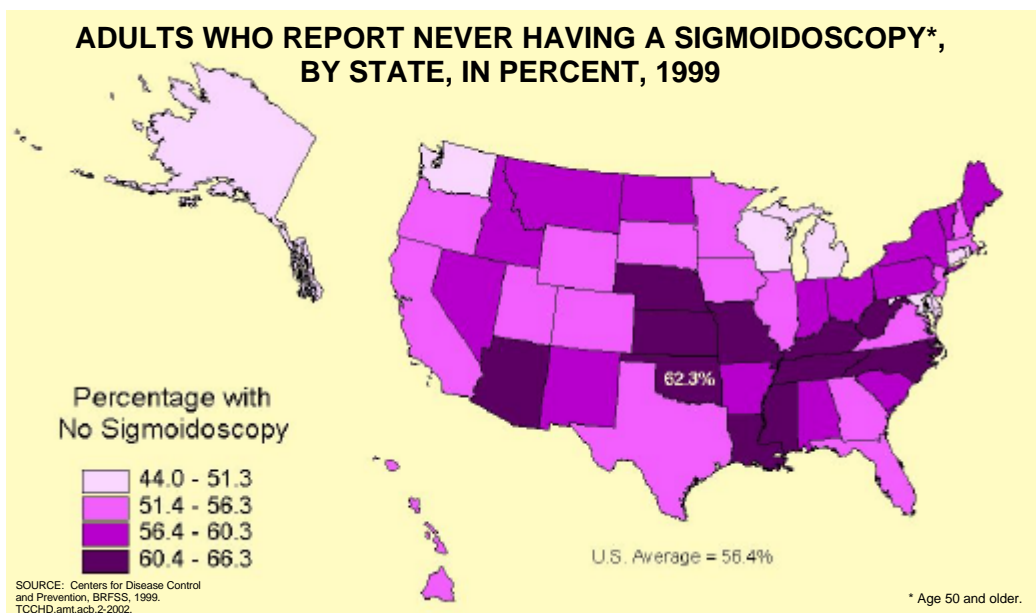 ADULTS WHO REPORT NEVER HAVING A SIGMOIDOSCOPY*,
BY STATE, IN PERCENT, 1999
62.3%
Percentage with
No Sigmoidoscopy
44.0 - 51.3
51.4 - 56.3
56.4 - 60.3
60.4 - 66.3
U.S. Average = 56.4%
SOURCE: Centers for Disease Control
and Prevention, BRFSS, 1999.
TCCHD.amt.acb.2-2002.
* Age 50 and older.